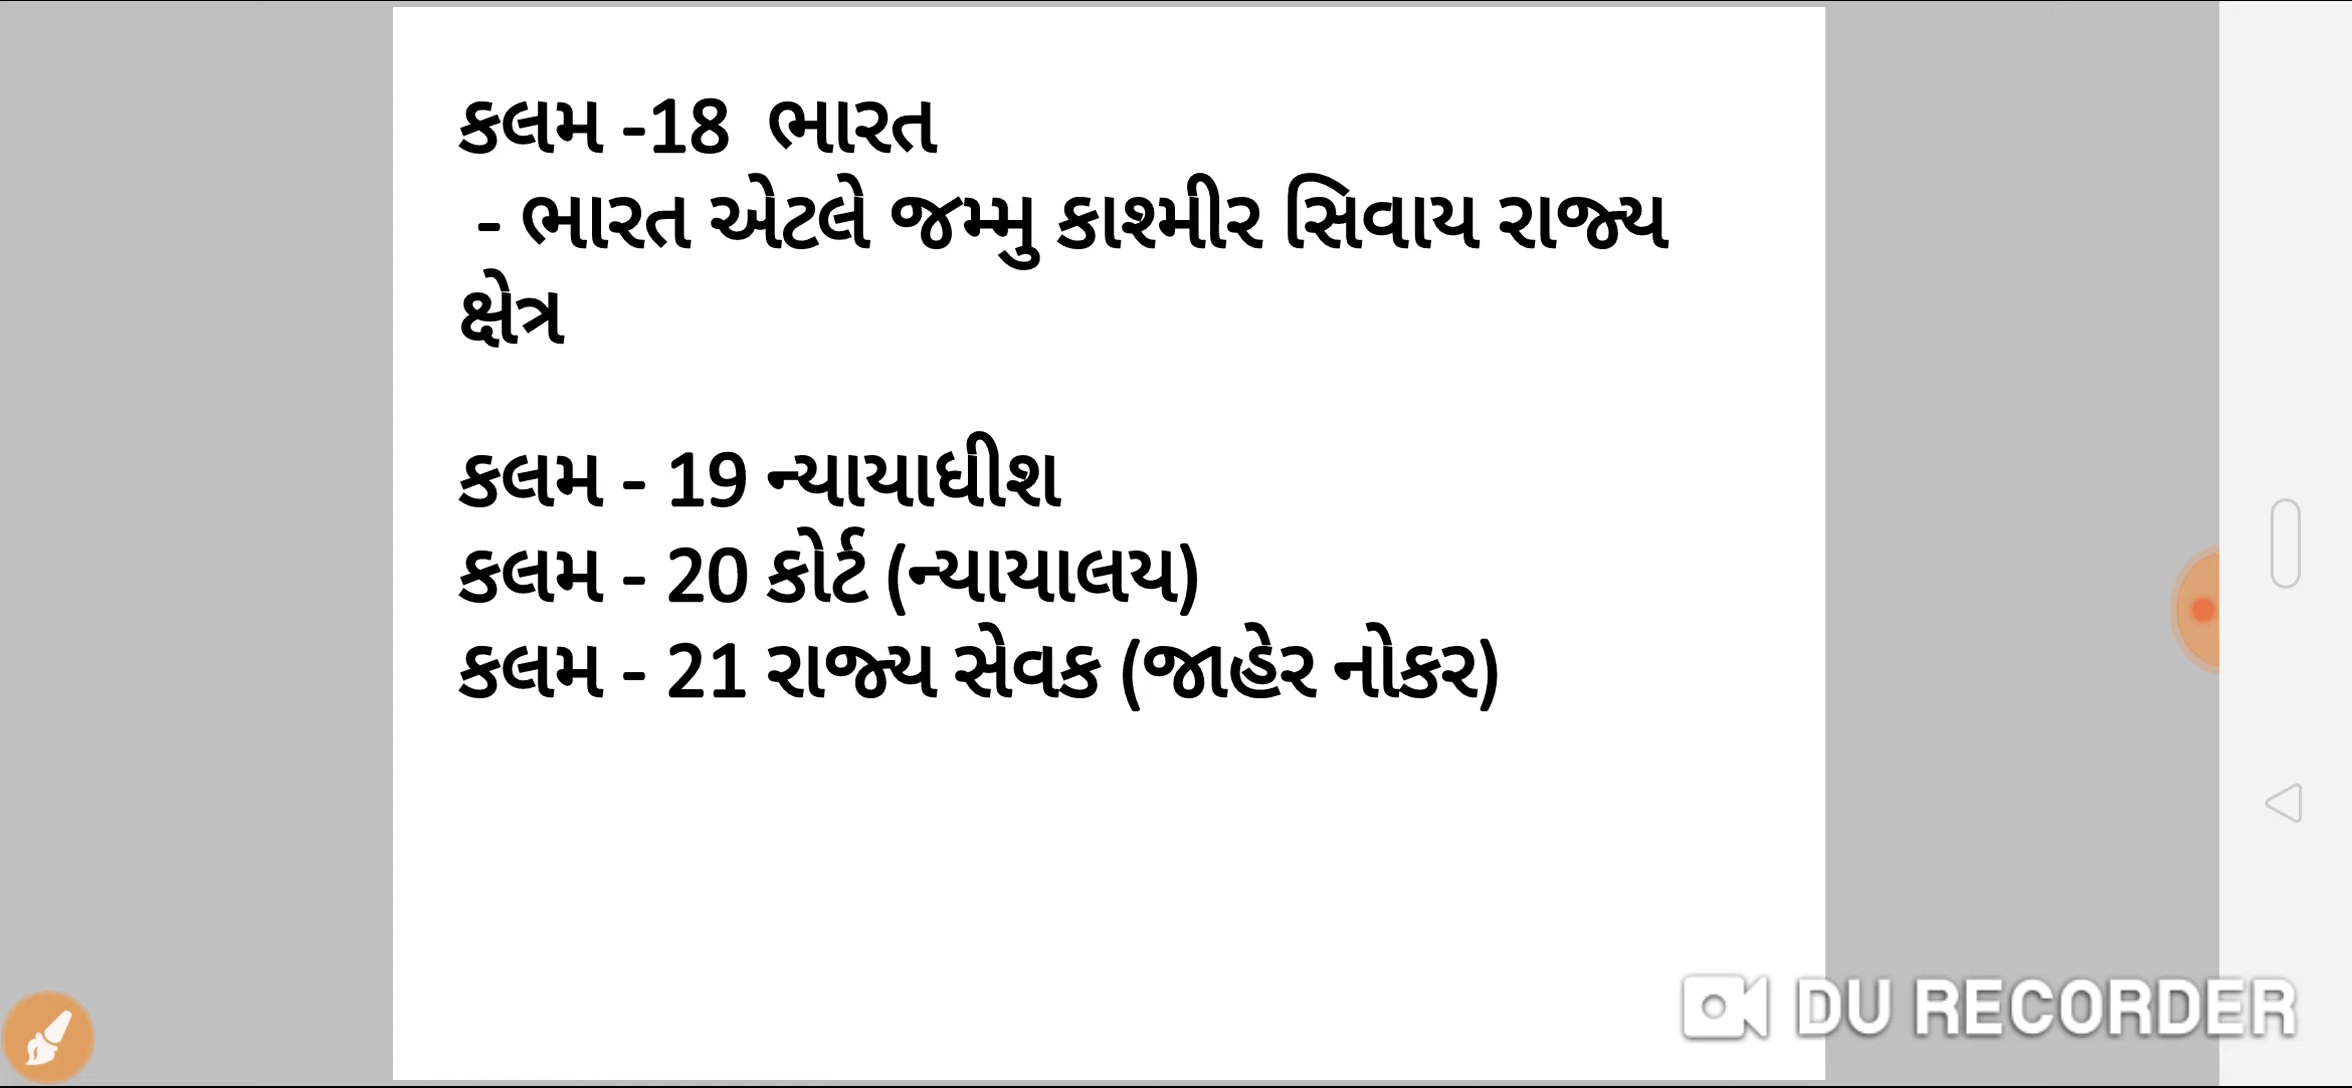 કલમ -18 ભારત
- ભારત એટલે જમ્મુ કાશ્મીર સિવાય રાજ્ય
ક્ષેત્ર
કલમ - 19 ન્યાયાધીશ
કલમ - 20 કોર્ટ (ન્યાયાલય)
કલમ - 21 રાજ્ય સેવક (જાહેર નોકર)
DU RECORDER